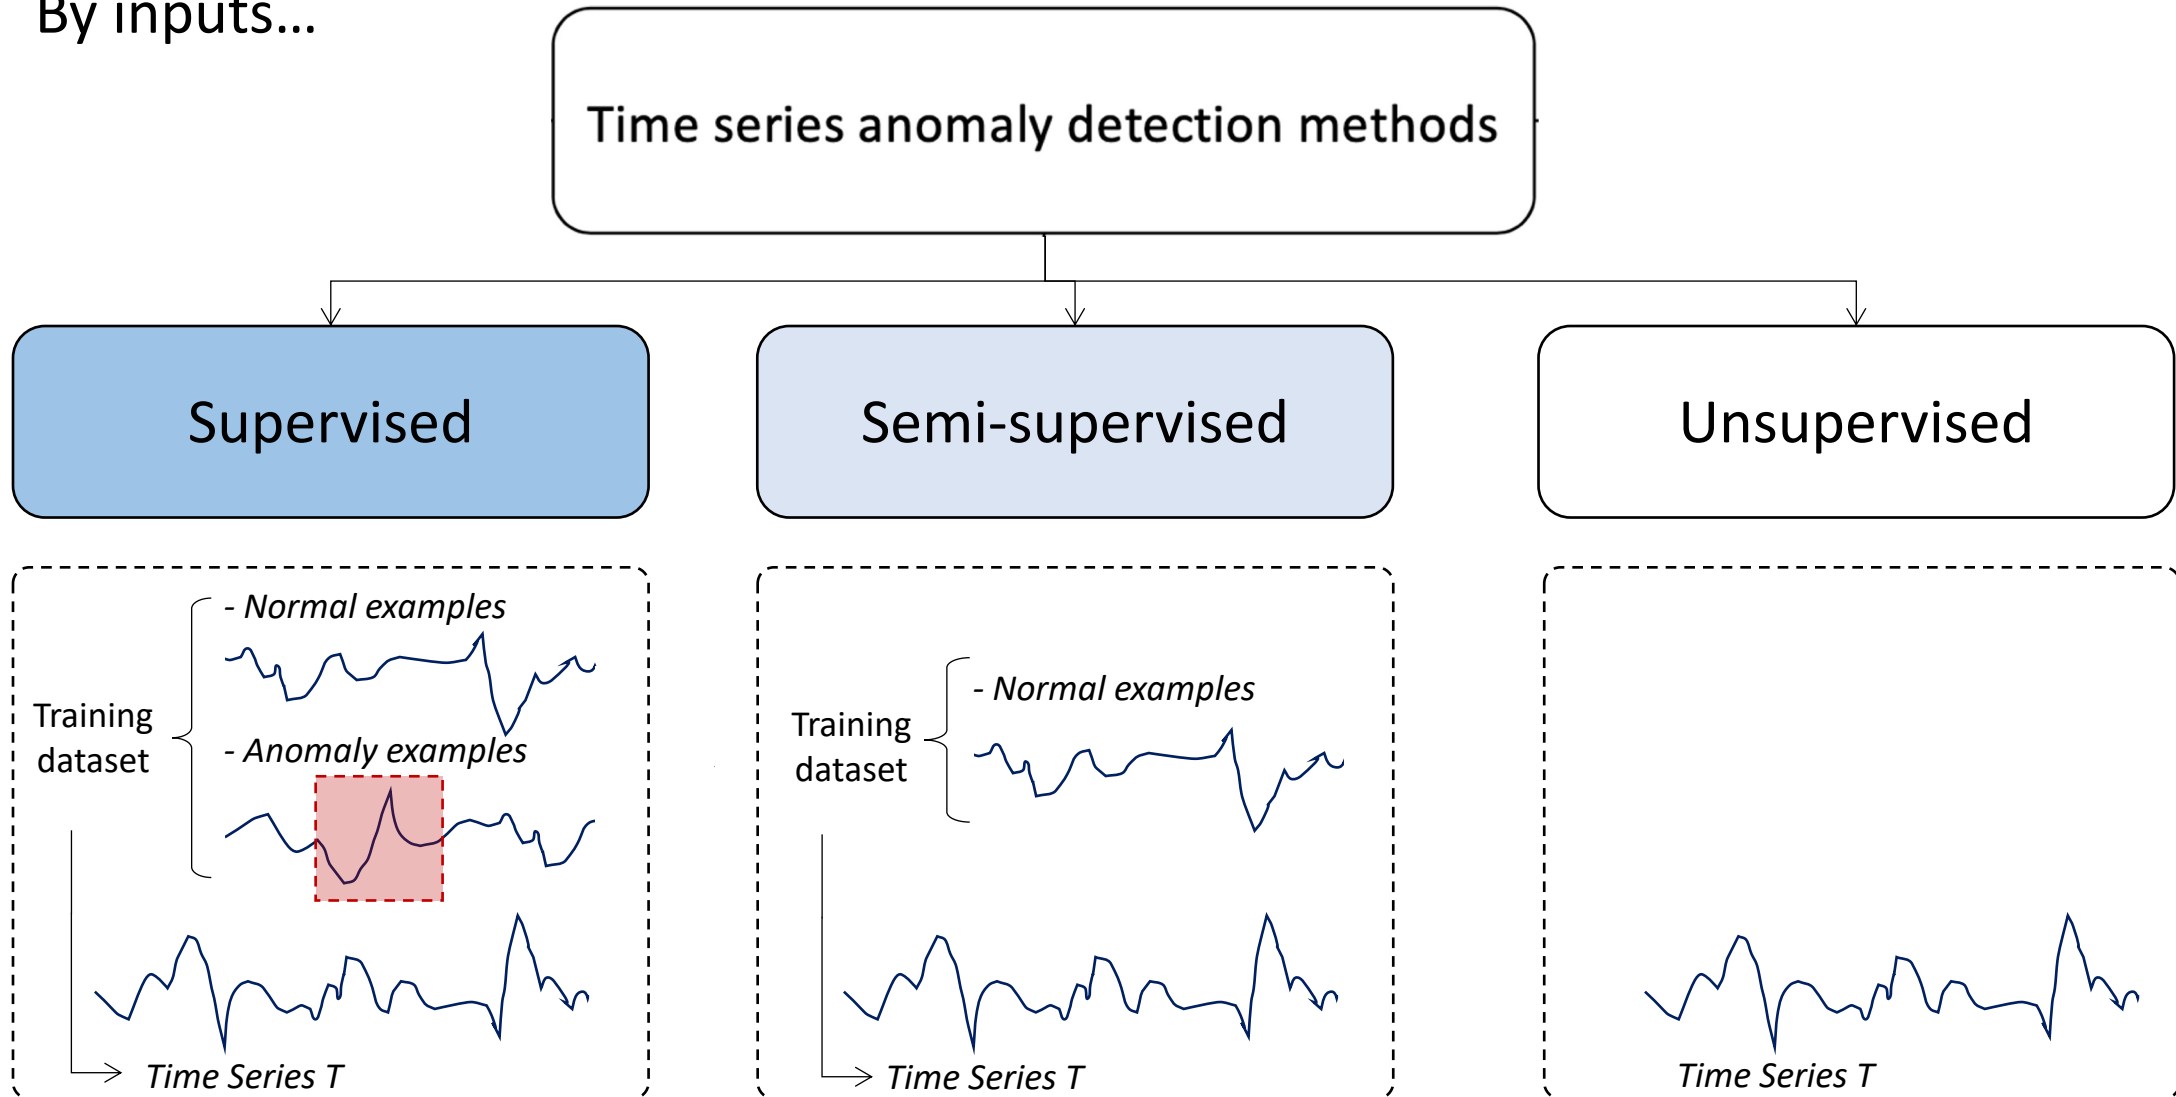 By inputs...
Time series anomaly detection methods
Supervised
Semi-supervised
Unsupervised
- Normal examples
Training
dataset
- Anomaly examples
Time Series T
- Normal examples
Training
dataset
Time Series T
Time Series T